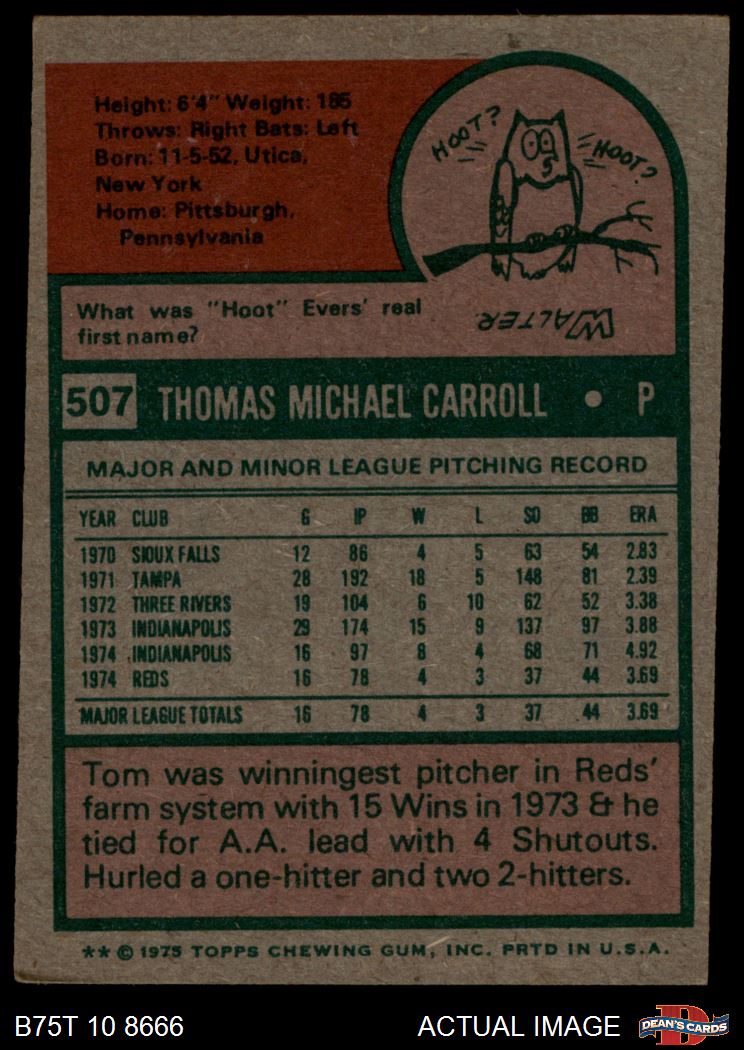 Height: 6'4" Weight: 185
Throws: Right Bats: Left
Born: 11-5-52, Utica,
New York
Home: Pittsburgh,
Pennsylvania
HOOT?
HOOT?
What was "Hoot" Evers' real
first name?
WALTER.
507 THOMAS MICHAEL CARROLL • P
MAJOR AND MINOR LEAGUE PITCHING RECORD
YEAR CLUB G IP W L SO BB ERA
1970 SIOUX FALLS 12 86 4 5 63 54 2.83
1971 TAMPA 28 192 18 5 148 81 2.39
1972 THREE RIVERS 19 104 6 10 62 52 3.38
1973 INDIANAPOLIS 29 174 15 9 137 97 3.88
1974 INDIANAPOLIS 16 97 8 4 68 71 4.92
1974 REDS 16 78 4 3 37 44 3.69
MAJOR LEAGUE TOTALS 16 78 4 3 37 44 3.69
Tom was winningest pitcher in Reds'
farm system with 15 Wins in 1973 & he
tied for A.A. lead with 4 Shutouts.
Hurled a one-hitter and two 2-hitters.
** © 1975 TOPPS CHEWING GUM, INC. PRTD IN U.S.A.
B75T 10 8666 ACTUAL IMAGE DEAN'S CARDS